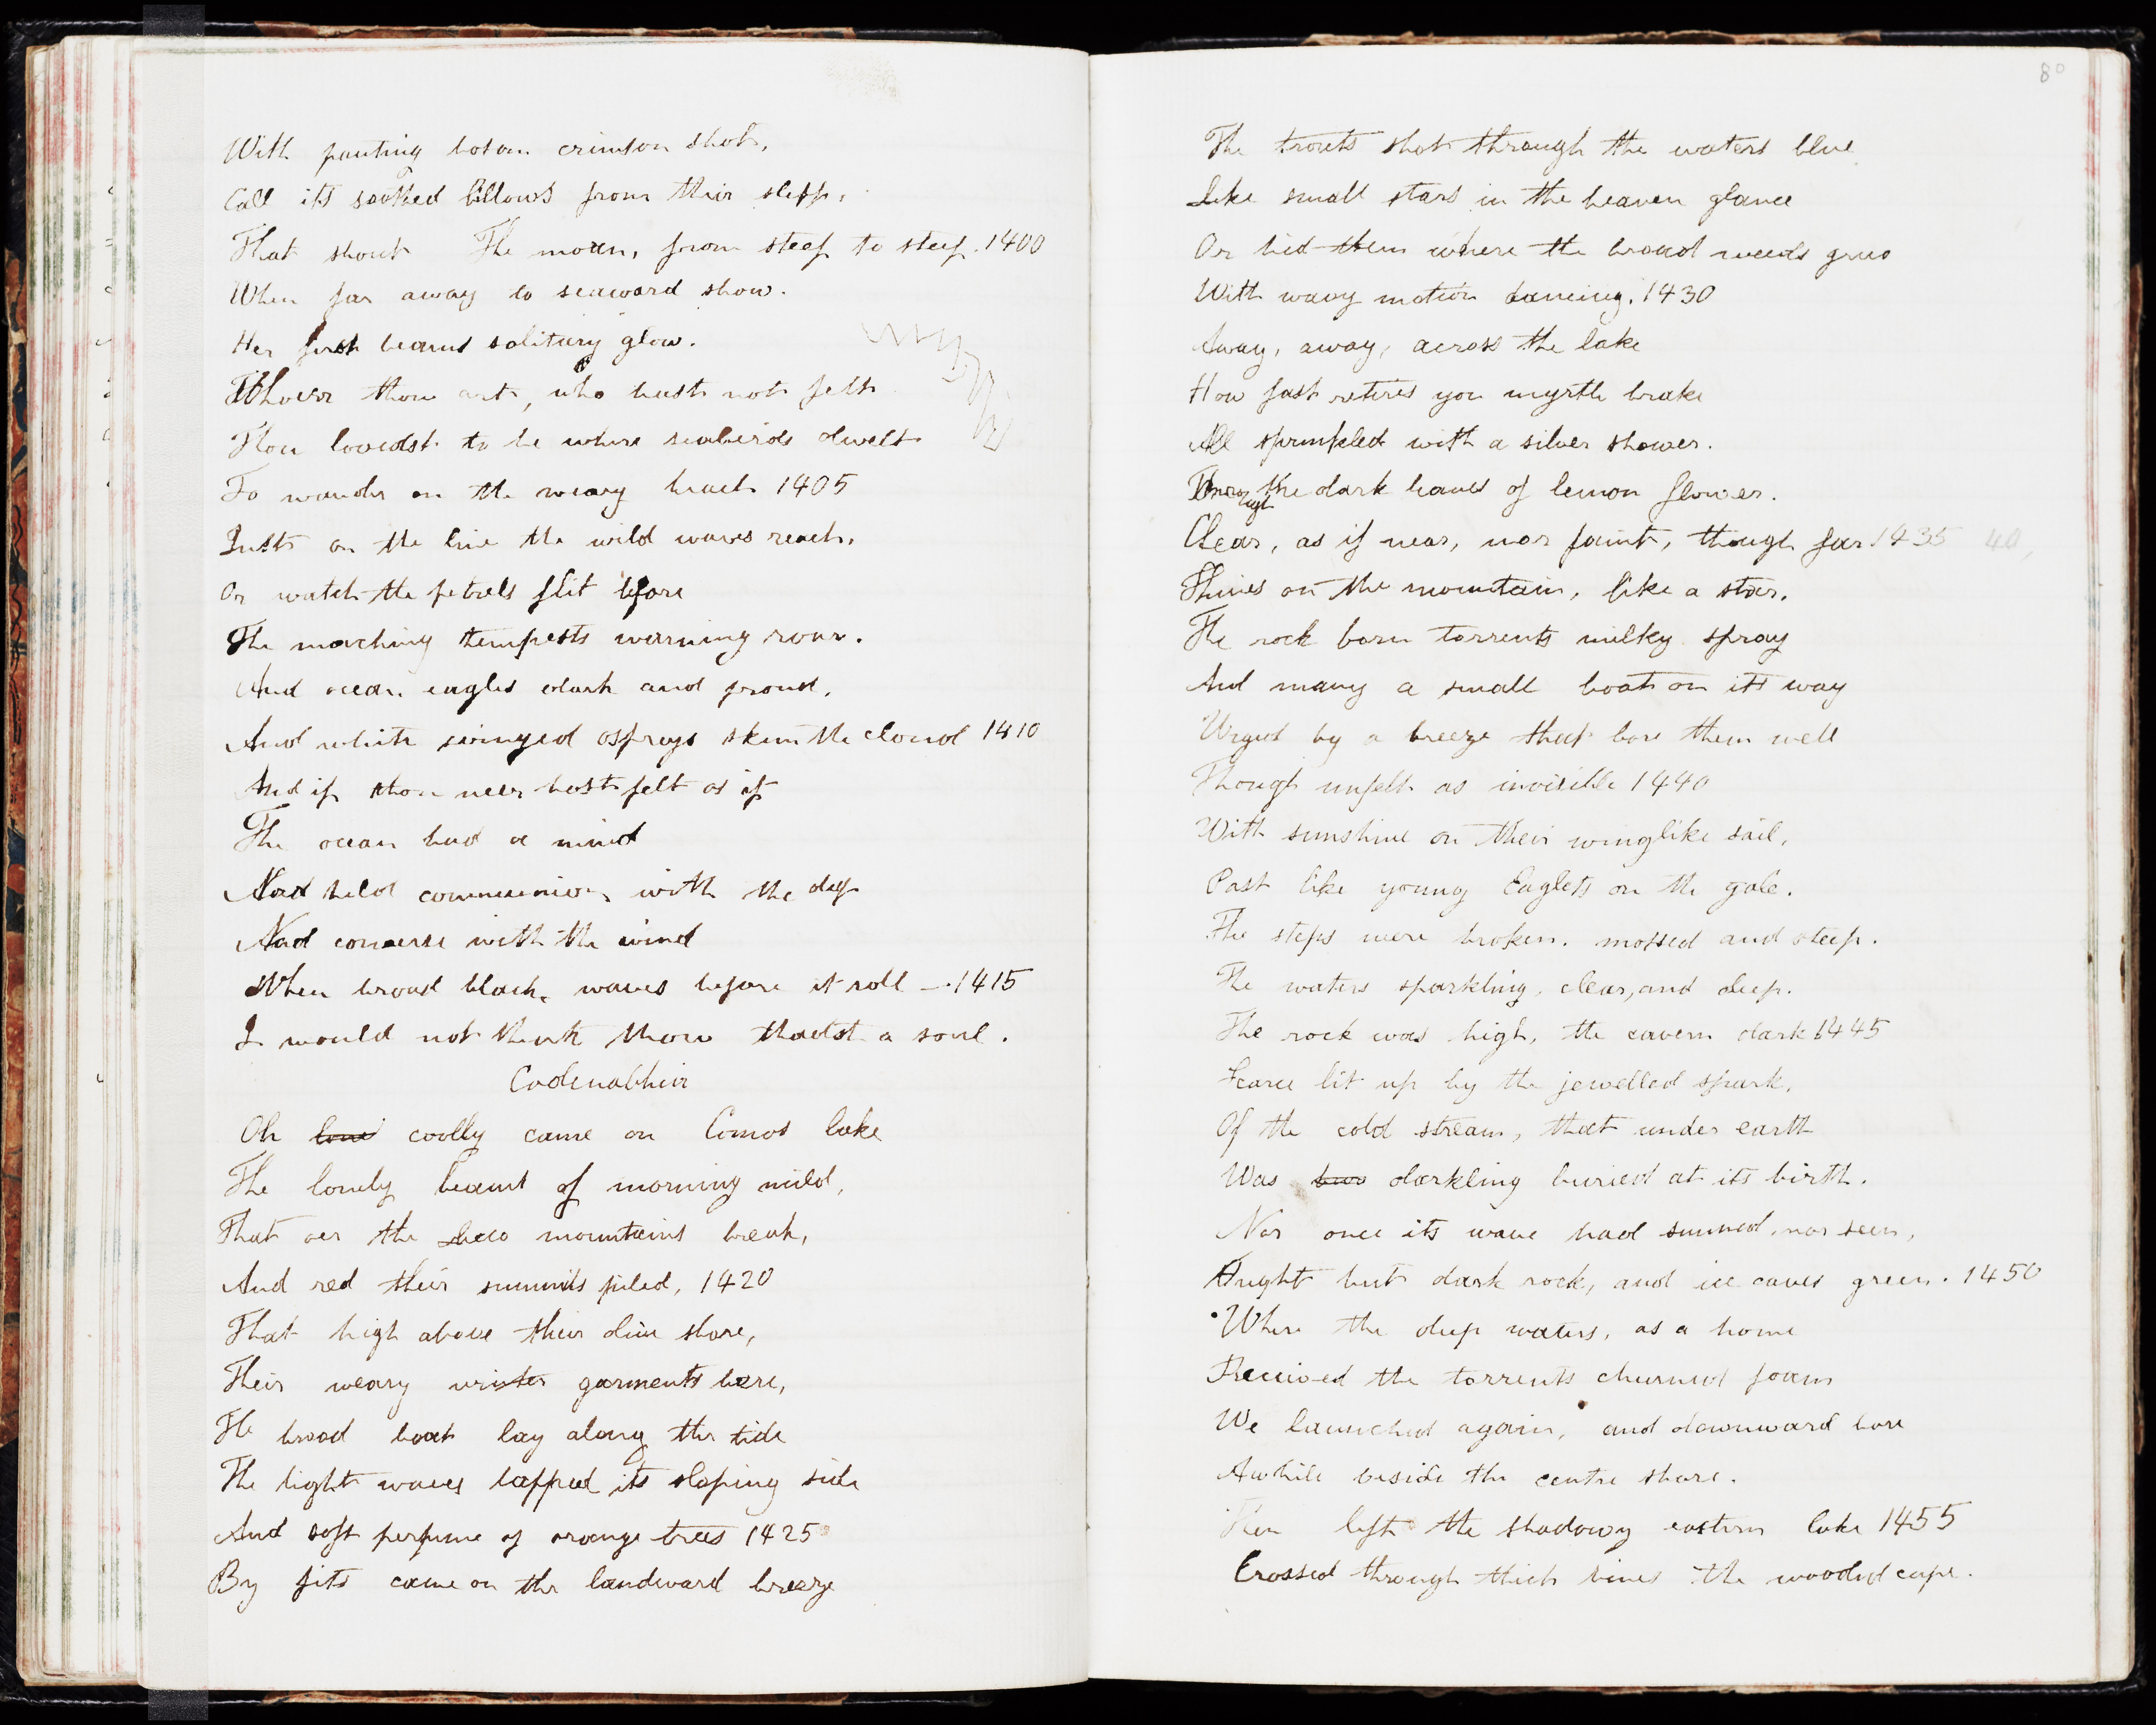 With panting bosom crimson shot,
Call its soothed billows from their sleep,
That shout The moon, from steep to steep. 1400
When far away to seaward show.
Her first beams solitary glow.
Whoeer thou art, who hast not felt
Thou lovedst to be where seabirds dwelt
To wander on the weary beach 1405
Just on the line the wild waves reach,
Or watch the petrels flit before
The marching tempests warning roar.
And ocean eagles dark and proud,
And white winged osprays skim the cloud 1410
And if thou neer hast felt as if
The ocean had a mind
Nad held communion with the deep
Nad converse with the wind
When broad black waves before it roll —. 1415
I would not think thou thadst a soul.
Cadenabbia
Oh lone coolly came on Comos lake
The lonely beams of morning mild,
That oer the Lecco mountains break,
And red their summits piled, 1420
That high above their dim shore,
Their weary winter garments bore,
The broad boat lay along the tide
The light waves lapped its sloping side
And soft perfume of orange trees 1425
By fits came on the landward breeze
80
The trouts shot through the waters blue
Like small stars in the heaven glance
Or hid them where the broad weeds grew
With wavy motion dancing. 1430
Away, away, across the lake
How fast retires yon myrtle brake
All sprinkled with a silver shower.
Through the dark leaves of lemon flower.
Clear, as if near, nor faint, though far 1435 40
Shines on the mountain, like a star.
The rock born torrents milky spray
And many a small boat on its way
Urged by a breeze that bore them well
Though unfelt as invisible 1440
With sunshine on their winglike sail,
Past like young Eaglets on the gale.
The steps were broken. mossed and steep.
The waters sparkling, clear, and deep.
The rock was high, the cavern dark 1445
Scarce lit up by the jewelled spark,
Of the cold stream, that under earth
Was darkling buried at its birth.
Nor once its wave had sunned, nor seen,
Aught but dark rock, and ice caves green. 1450
Where the deep waters, as a home
Received the torrents churned foam
We launched again, and downward bore
Awhile beside the centre shore.
Then left the shadowy eastern lake 1455
Crossed through thick vines the wooded cape.